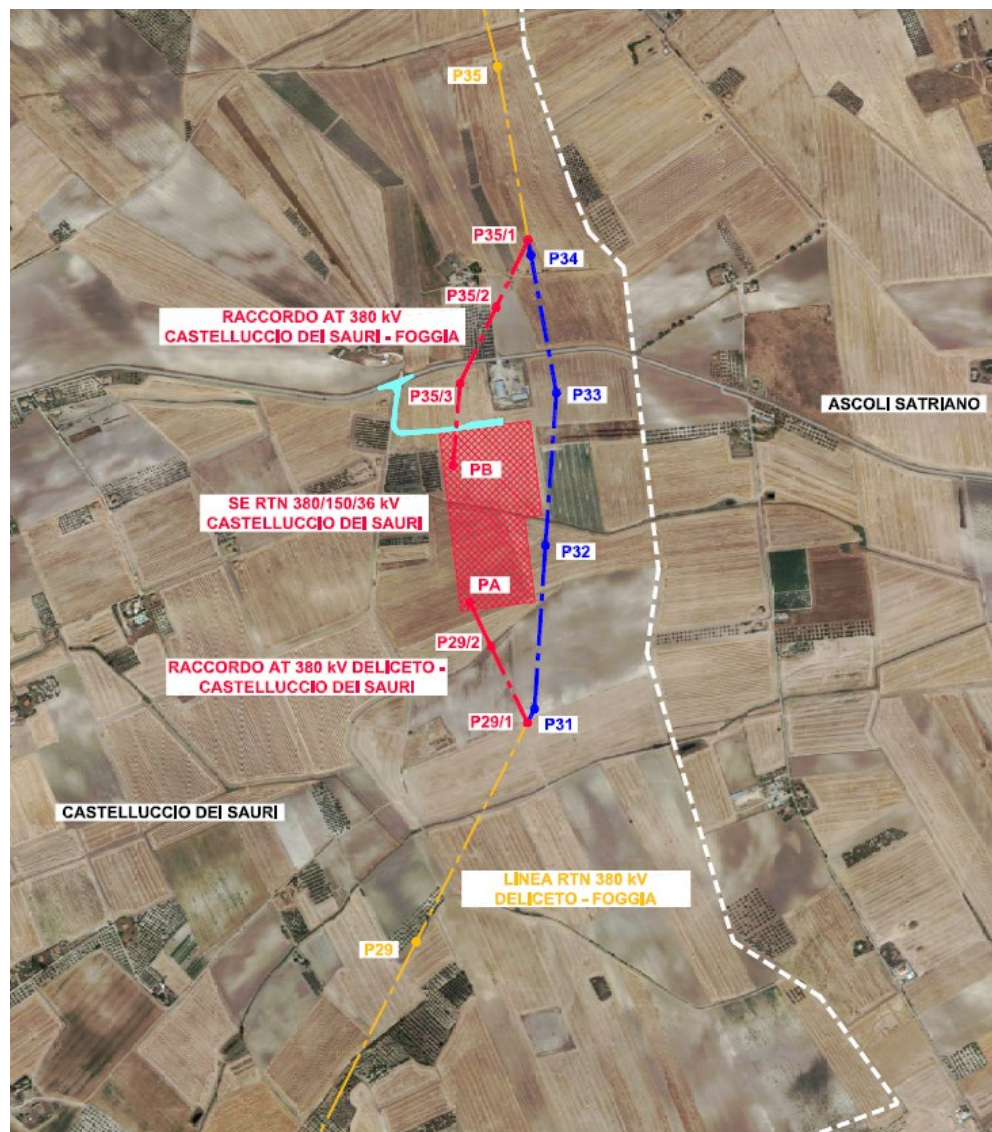 P35
P35/1
P34
P35/2
RACCORDO AT 380 kV
CASTELLUCCIO DEI SAURI - FOGGIA
P35/3
P33
ASCOLI SATRIANO
PB
SE RTN 380/150/36 kV
CASTELLUCCIO DEI SAURI
P32
PA
P29/2
RACCORDO AT 380 kV DELICETO -
CASTELLUCCIO DEI SAURI
P29/1
P31
CASTELLUCCIO DEI SAURI
LINEA RTN 380 kV
DELICETO - FOGGIA
P29